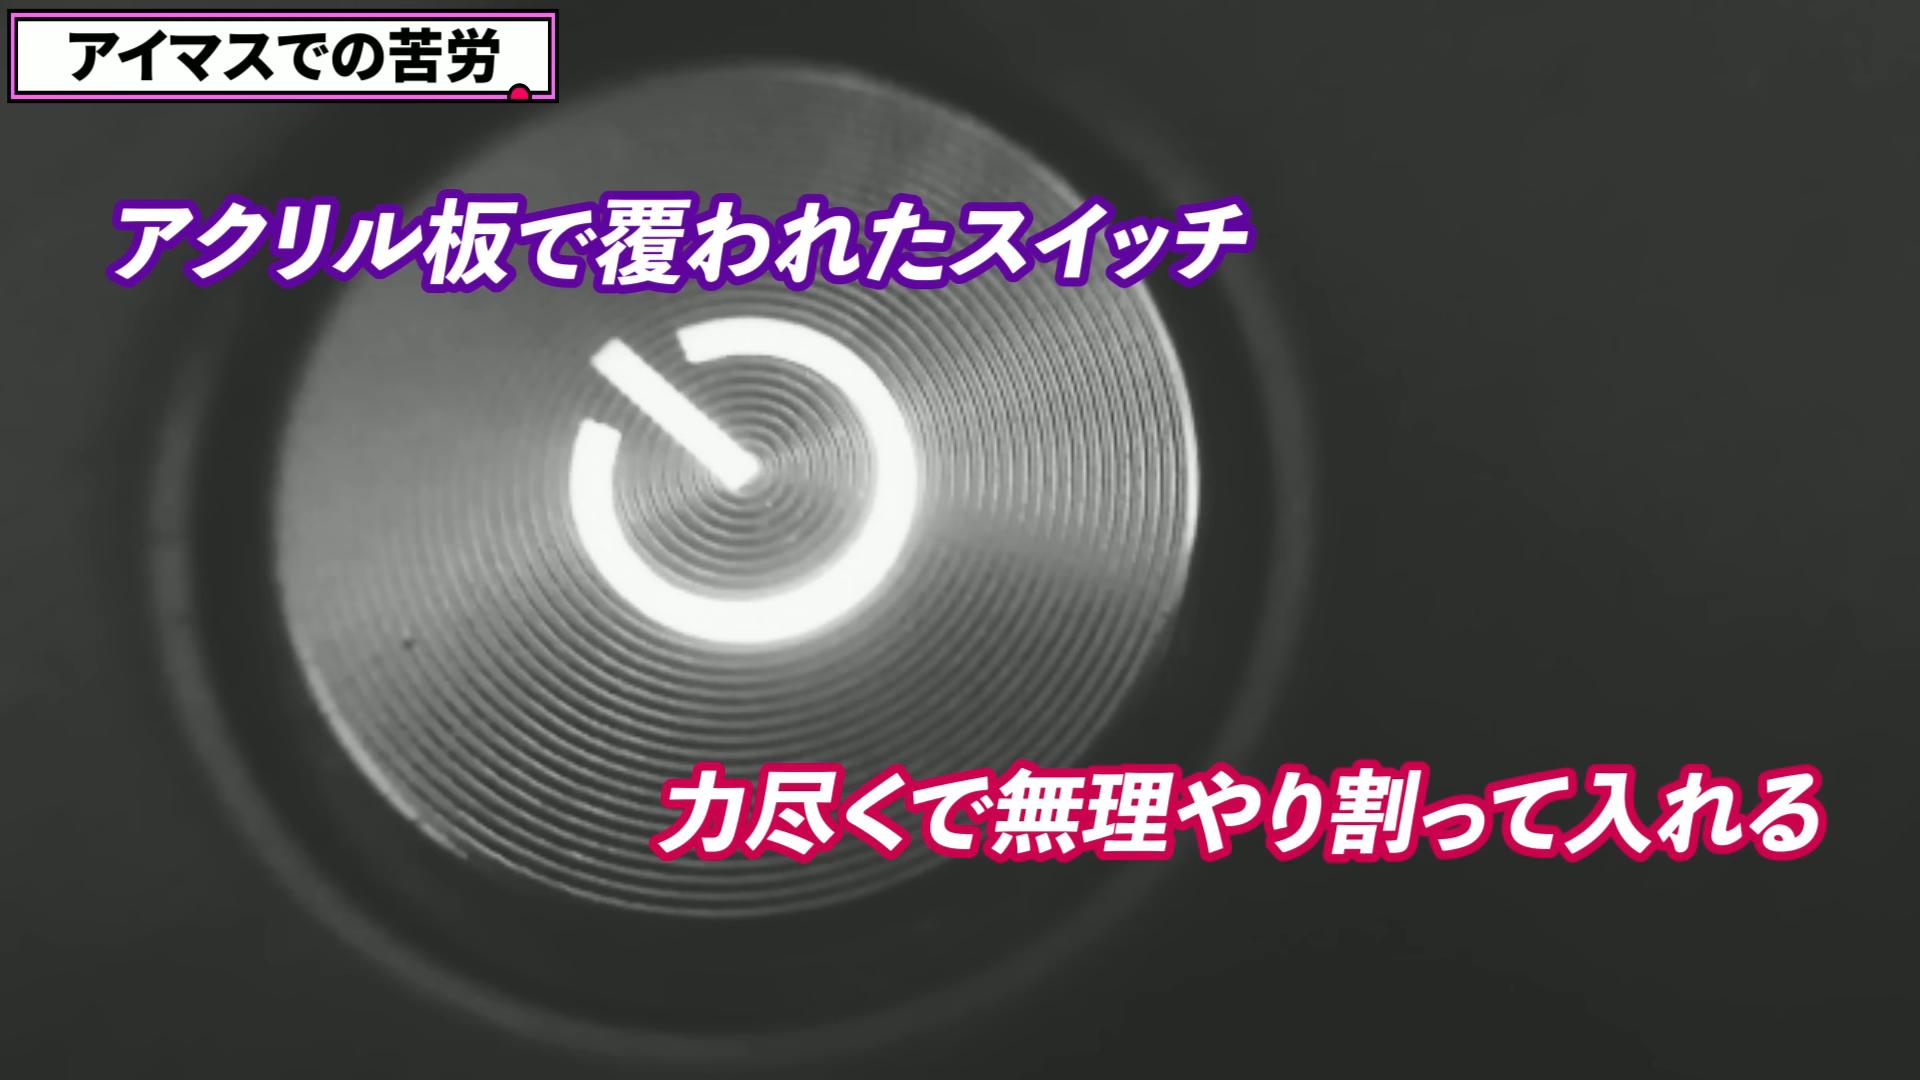 アイマスでの苦労
アクリル板で覆われたスイッチ
力尽くで無理やり割って入れる